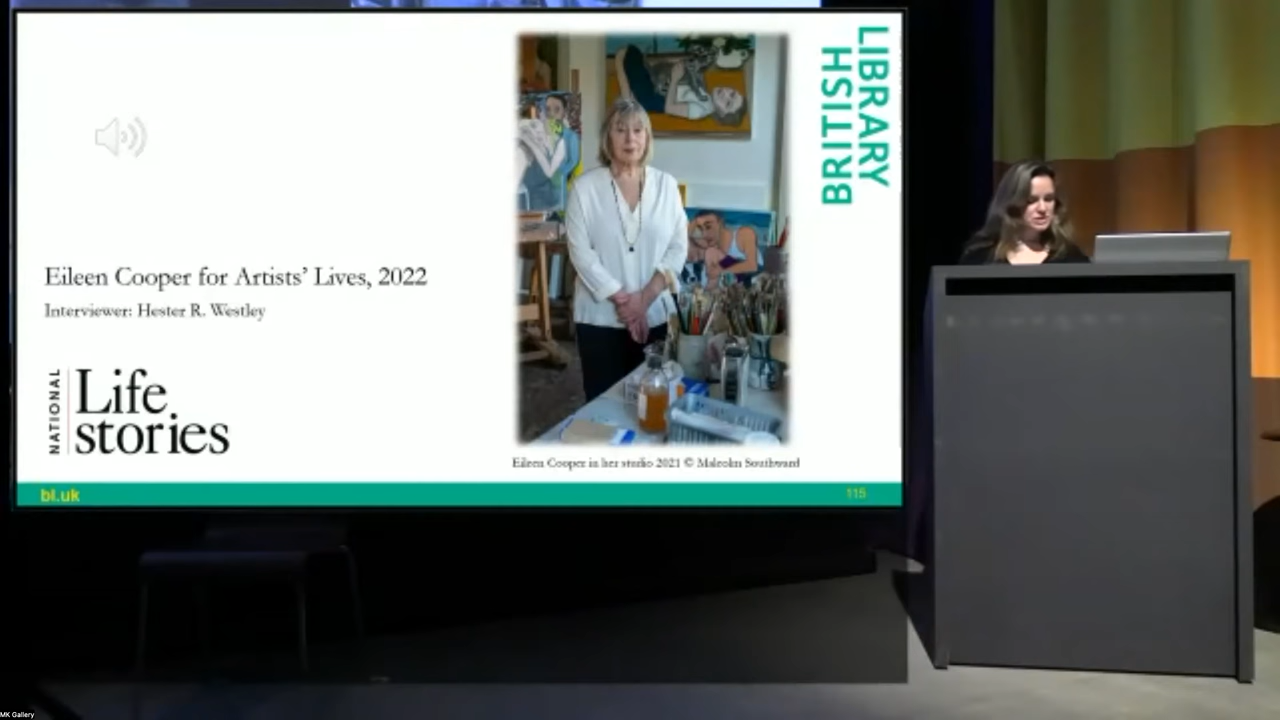 BRITISH
LIBRARY
Eileen Cooper for Artists' Lives, 2022
Interviewer: Hester R. Westley
NATIONAL
Life
stories
Eileen Cooper in her studio 2021 © Malcolm Southward
bl.uk
115
MK Gallery